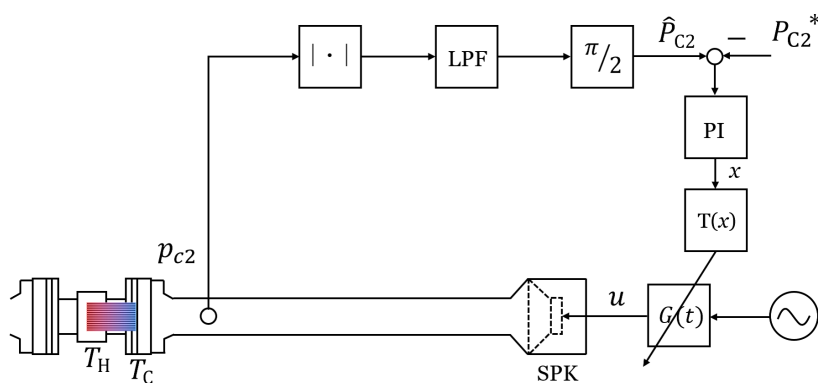 | · |
LPF
π/2
P̂C2
−
PC2*
PI
x
T(x)
pc2
u
G(t)
TH
TC
SPK